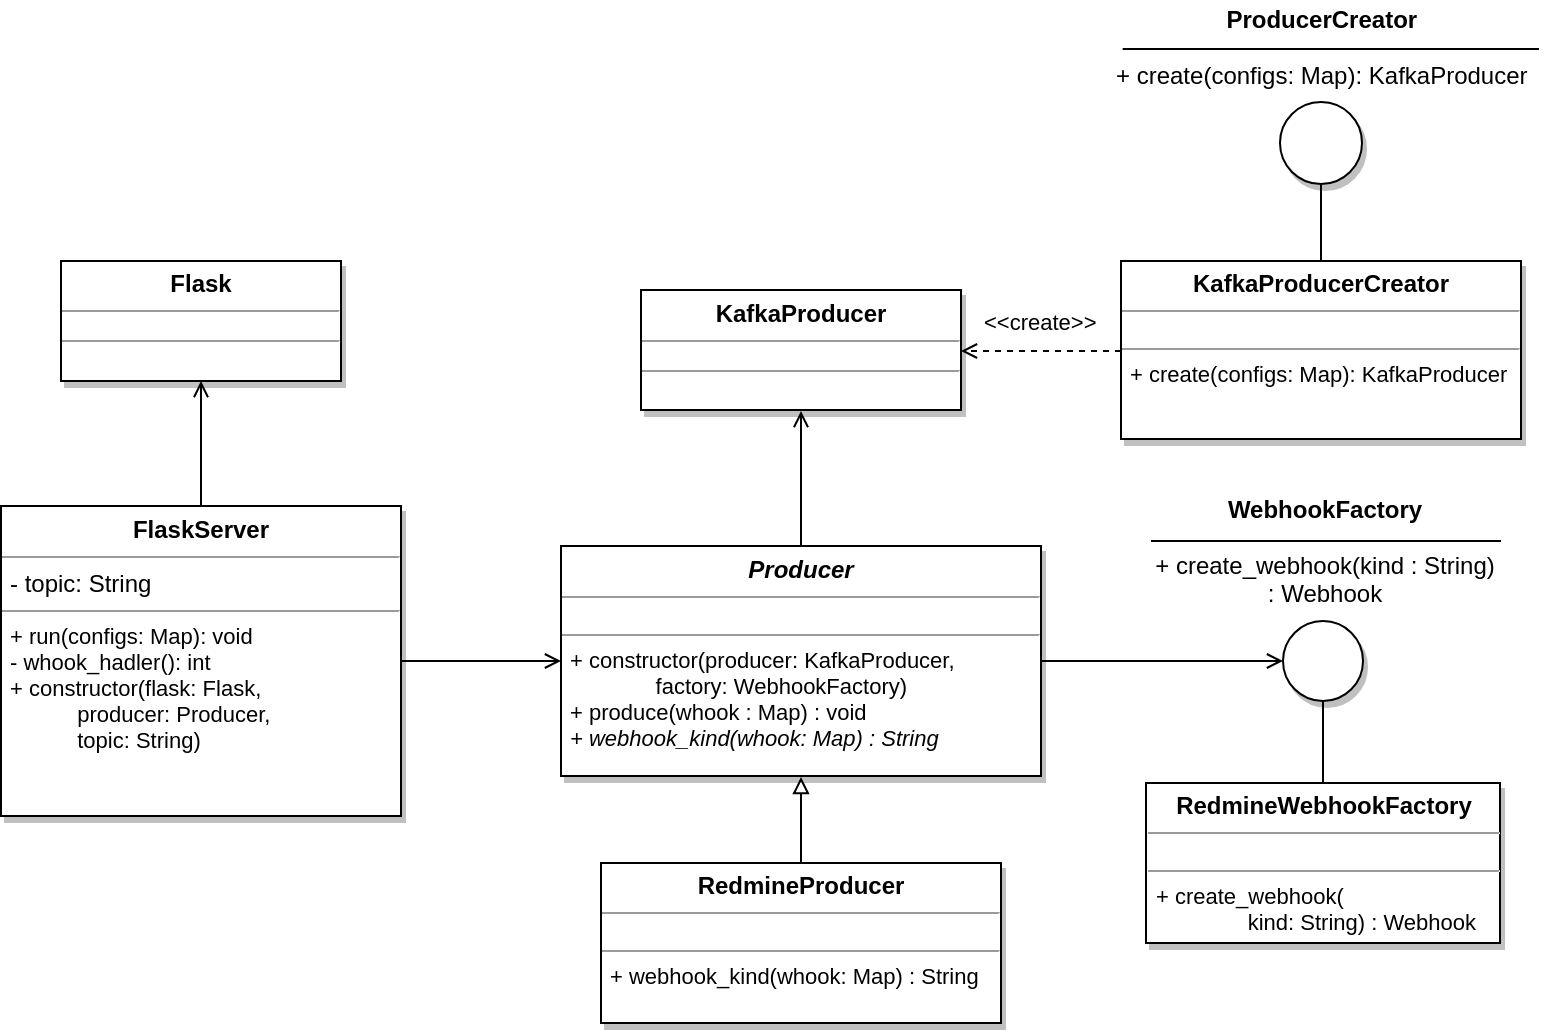 ProducerCreator
+ create(configs: Map): KafkaProducer
Flask
KafkaProducer
<<create>>
KafkaProducerCreator
+ create(configs: Map): KafkaProducer
FlaskServer
- topic: String
+ run(configs: Map): void
- whook_hadler(): int
+ constructor(flask: Flask,
producer: Producer,
topic: String)
Producer
+ constructor(producer: KafkaProducer,
factory: WebhookFactory)
+ produce(whook : Map) : void
+ webhook_kind(whook: Map) : String
WebhookFactory
+ create_webhook(kind : String)
: Webhook
RedmineProducer
+ webhook_kind(whook: Map) : String
RedmineWebhookFactory
+ create_webhook(
kind: String) : Webhook